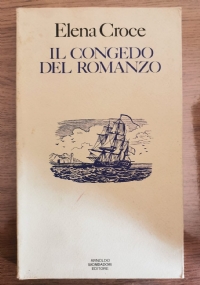 Elena Croce
IL CONGEDO
DEL ROMANZO
ARNOLDO
MONDADORI
EDITORE